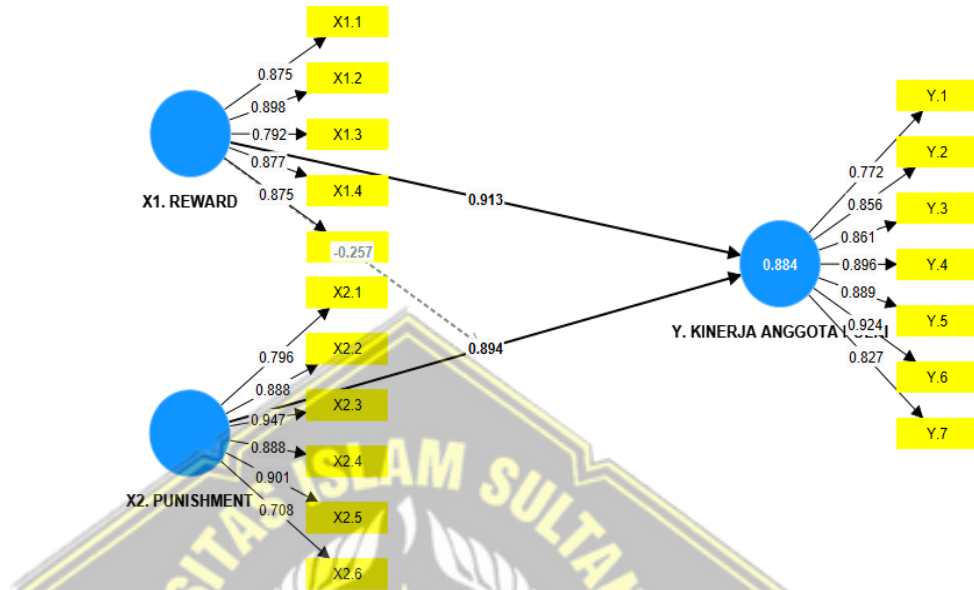 X1.1
0.875
X1.2
0.898
X1.3
0.792
0.877
X1.4
0.875
X1. REWARD
0.913
-0.257
X2.1
0.796
X2.2
0.888
X2.3
0.947
0.888
X2.4
0.901
X2.5
0.708
X2.6
X2. PUNISHMENT
0.894
0.884
Y. KINERJA ANGGOTA
Y.1
0.772
Y.2
0.856
Y.3
0.861
0.896
Y.4
0.889
Y.5
0.924
Y.6
0.827
Y.7
ISLAM SULTAN